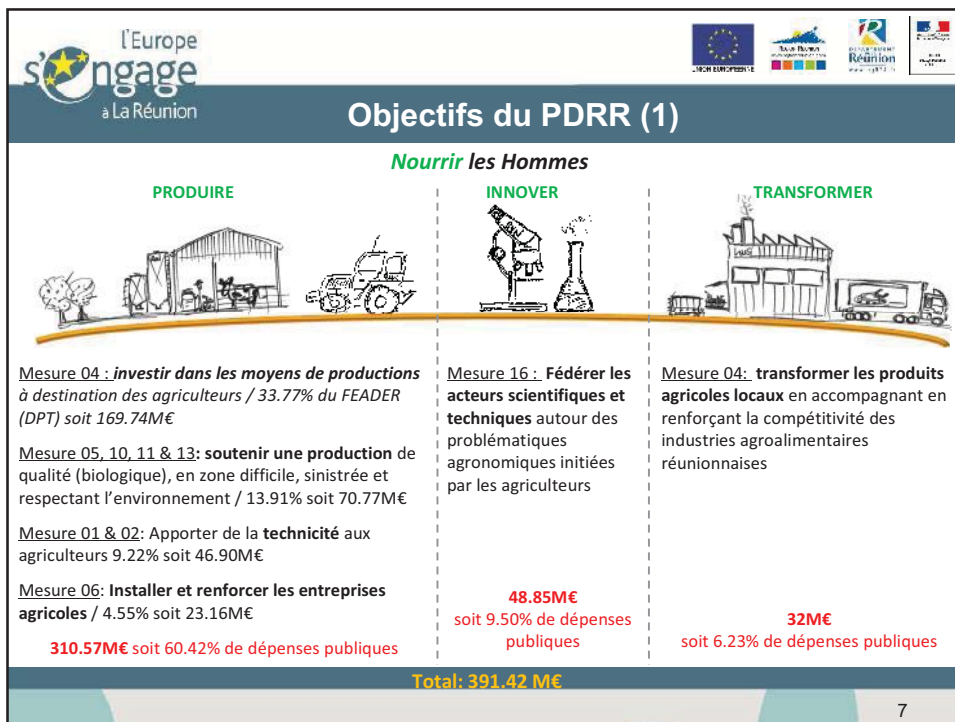 l'Europe
s'engage
à La Réunion
UNION EUROPÉENNE
RÉGION RÉUNION
DÉPARTEMENT
Réunion
Objectifs du PDRR (1)
Nourrir les Hommes
PRODUIRE
Mesure 04 : investir dans les moyens de productions
à destination des agriculteurs / 33.77% du FEADER
(DPT) soit 169.74M€
Mesure 05, 10, 11 & 13: soutenir une production de
qualité (biologique), en zone difficile, sinistrée et
respectant l'environnement / 13.91% soit 70.77M€
Mesure 01 & 02: Apporter de la technicité aux
agriculteurs 9.22% soit 46.90M€
Mesure 06: Installer et renforcer les entreprises
agricoles / 4.55% soit 23.16M€
310.57M€ soit 60.42% de dépenses publiques
INNOVER
Mesure 16 : Fédérer les
acteurs scientifiques et
techniques autour des
problématiques
agronomiques initiées
par les agriculteurs
48.85M€
soit 9.50% de dépenses
publiques
TRANSFORMER
Mesure 04: transformer les produits
agricoles locaux en accompagnant en
renforçant la compétitivité des
industries agroalimentaires
réunionnaises
32M€
soit 6.23% de dépenses publiques
Total: 391.42 M€
7